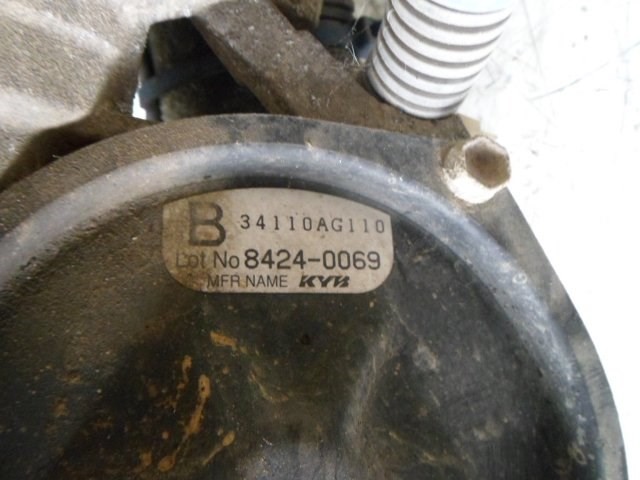 B 34110AG110
Lot No 8424-0069
MFR NAME KYB